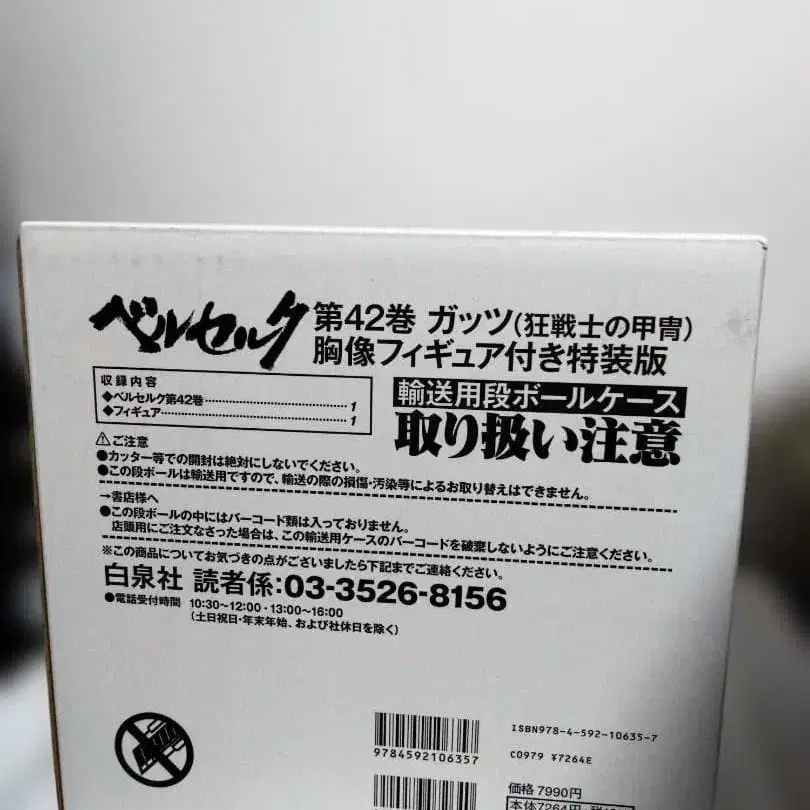 ベルセルク 第42巻 ガッツ(狂戦士の甲冑)
胸像フィギュア付き特装版
収録内容
◆ベルセルク第42巻……………………………1
◆フィギュア……………………………………1
輸送用段ボールケース
取り扱い注意
⚠ご注意
●カッター等での開封は絶対にしないでください。
●この段ボールは輸送用ですので、輸送の際の損傷・汚染等によるお取り替えはできません。
→書店様へ
●この段ボールの中にはバーコード類は入っておりません。
店頭用にご注文なさった場合は、この輸送用ケースのバーコードを破棄しないようにご注意ください。
※この商品についてお気づきの点がございましたら下記までご連絡ください。
白泉社 読者係:03-3526-8156
●電話受付時間 10:30~12:00・13:00~16:00
(土日祝日・年末年始、および社休日を除く)
ISBN978-4-592-10635-7
9784592106357
C0979 ¥7264E
価格 7990円
本体7264円